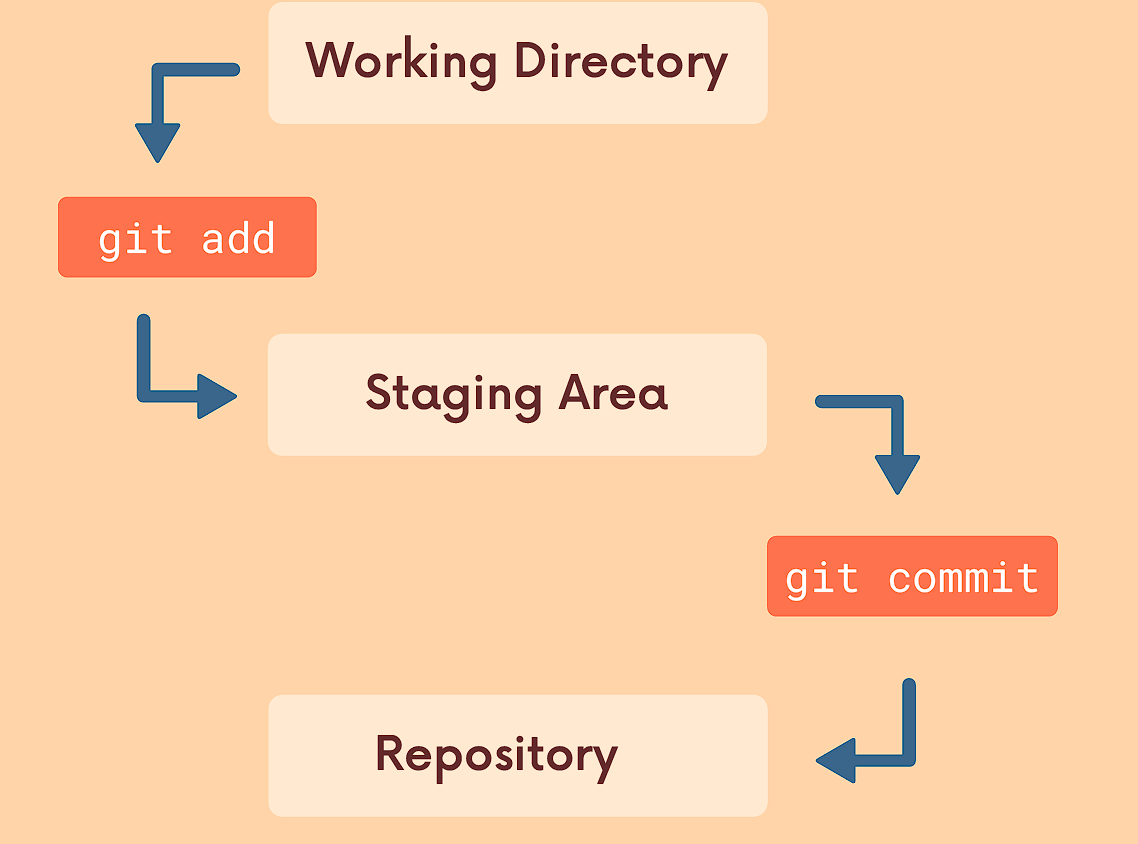 Working Directory
git add
Staging Area
git commit
Repository